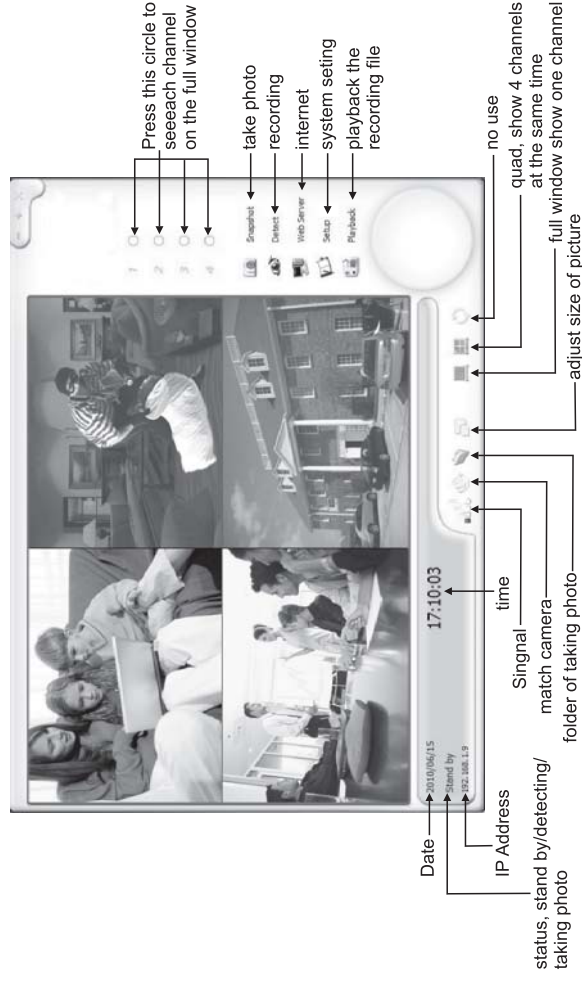 Press this circle to
seeeach channel
on the full window
1
2
3
4
Snapshot
take photo
Detect
recording
Web Server
internet
Setup
system seting
Playback
playback the
recording file
17:10:03
2010/06/15
Stand by
192.168.1.9
Date
status, stand by/detecting/
taking photo
IP Address
time
Singnal
match camera
folder of taking photo
adjust size of picture
full window show one channel
quad, show 4 channels
at the same time
no use